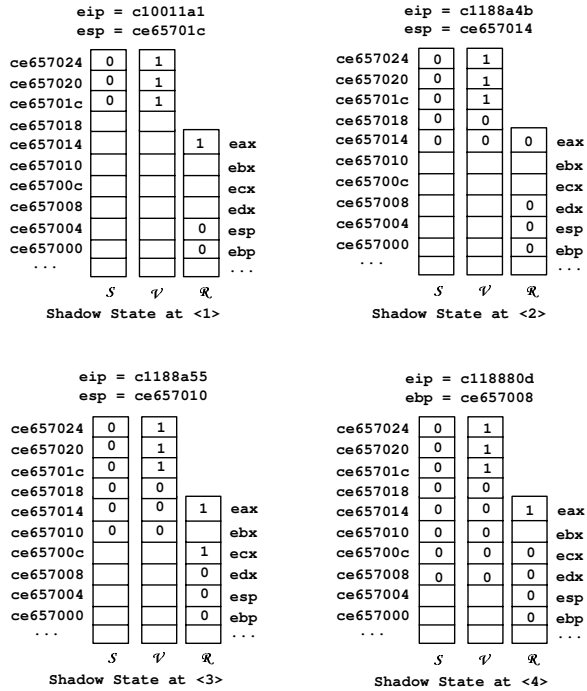 eip = c10011a1
esp = ce65701c
ce657024 0 1
ce657020 0 1
ce65701c 0 1
ce657018
ce657014 1 eax
ce657010 ebx
ce65700c ecx
ce657008 edx
ce657004 0 esp
ce657000 0 ebp
... ...
S V R
Shadow State at <1>
eip = c1188a4b
esp = ce657014
ce657024 0 1
ce657020 0 1
ce65701c 0 1
ce657018 0 0
ce657014 0 0 0 eax
ce657010 ebx
ce65700c ecx
ce657008 0 edx
ce657004 0 esp
ce657000 0 ebp
... ...
S V R
Shadow State at <2>
eip = c1188a55
esp = ce657010
ce657024 0 1
ce657020 0 1
ce65701c 0 1
ce657018 0 0
ce657014 0 0 1 eax
ce657010 0 0 ebx
ce65700c 1 ecx
ce657008 0 edx
ce657004 0 esp
ce657000 0 ebp
... ...
S V R
Shadow State at <3>
eip = c118880d
ebp = ce657008
ce657024 0 1
ce657020 0 1
ce65701c 0 1
ce657018 0 0
ce657014 0 0 1 eax
ce657010 0 0 ebx
ce65700c 0 0 0 ecx
ce657008 0 0 0 edx
ce657004 0 esp
ce657000 0 ebp
... ...
S V R
Shadow State at <4>